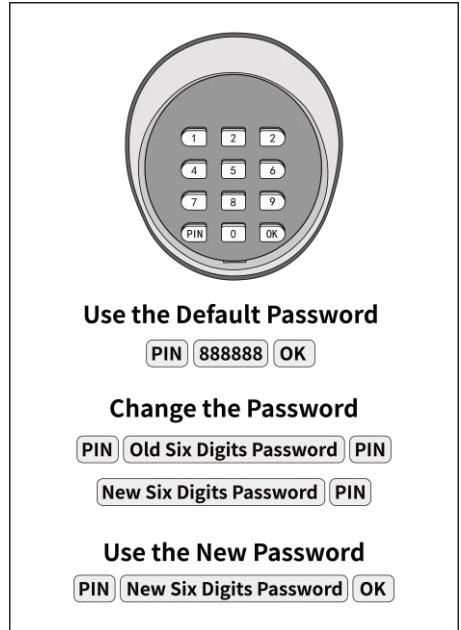 1 2 2
4 5 6
7 8 9
PIN 0 OK
Use the Default Password
PIN 888888 OK
Change the Password
PIN Old Six Digits Password PIN
New Six Digits Password PIN
Use the New Password
PIN New Six Digits Password OK